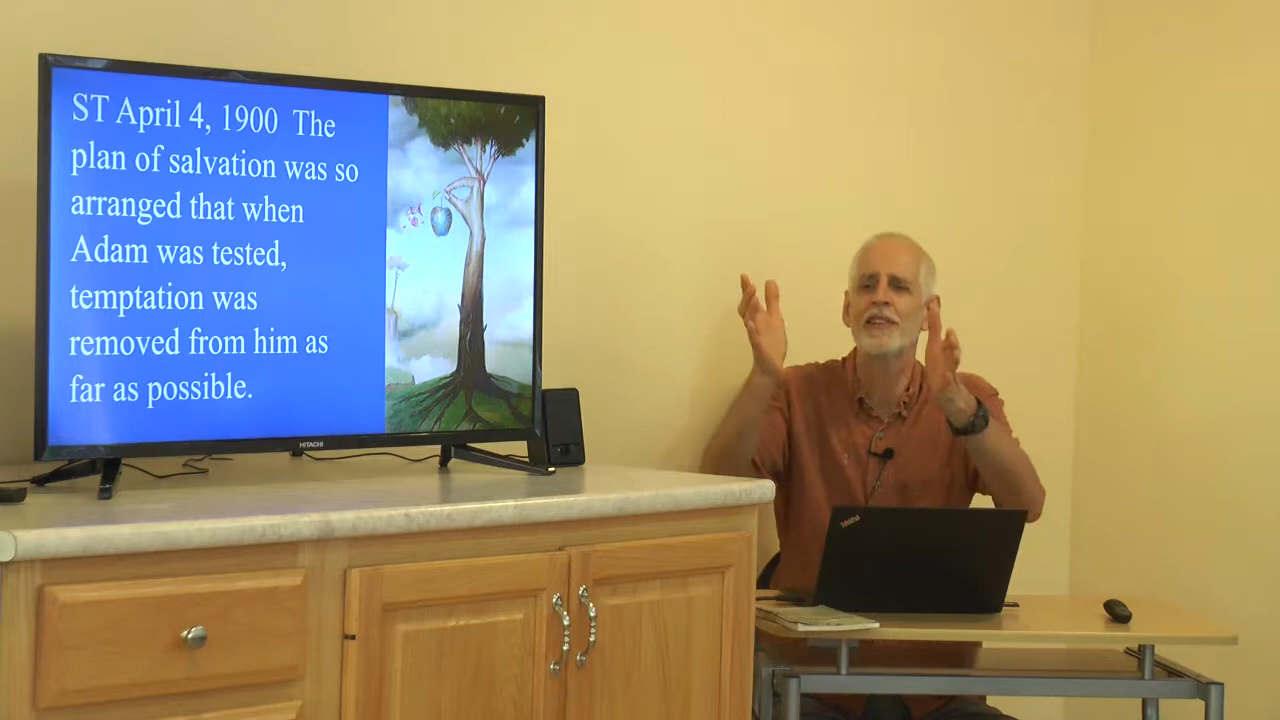 ST April 4, 1900  The
plan of salvation was so
arranged that when
Adam was tested,
temptation was
removed from him as
far as possible.
HITACHI
ThinkPad